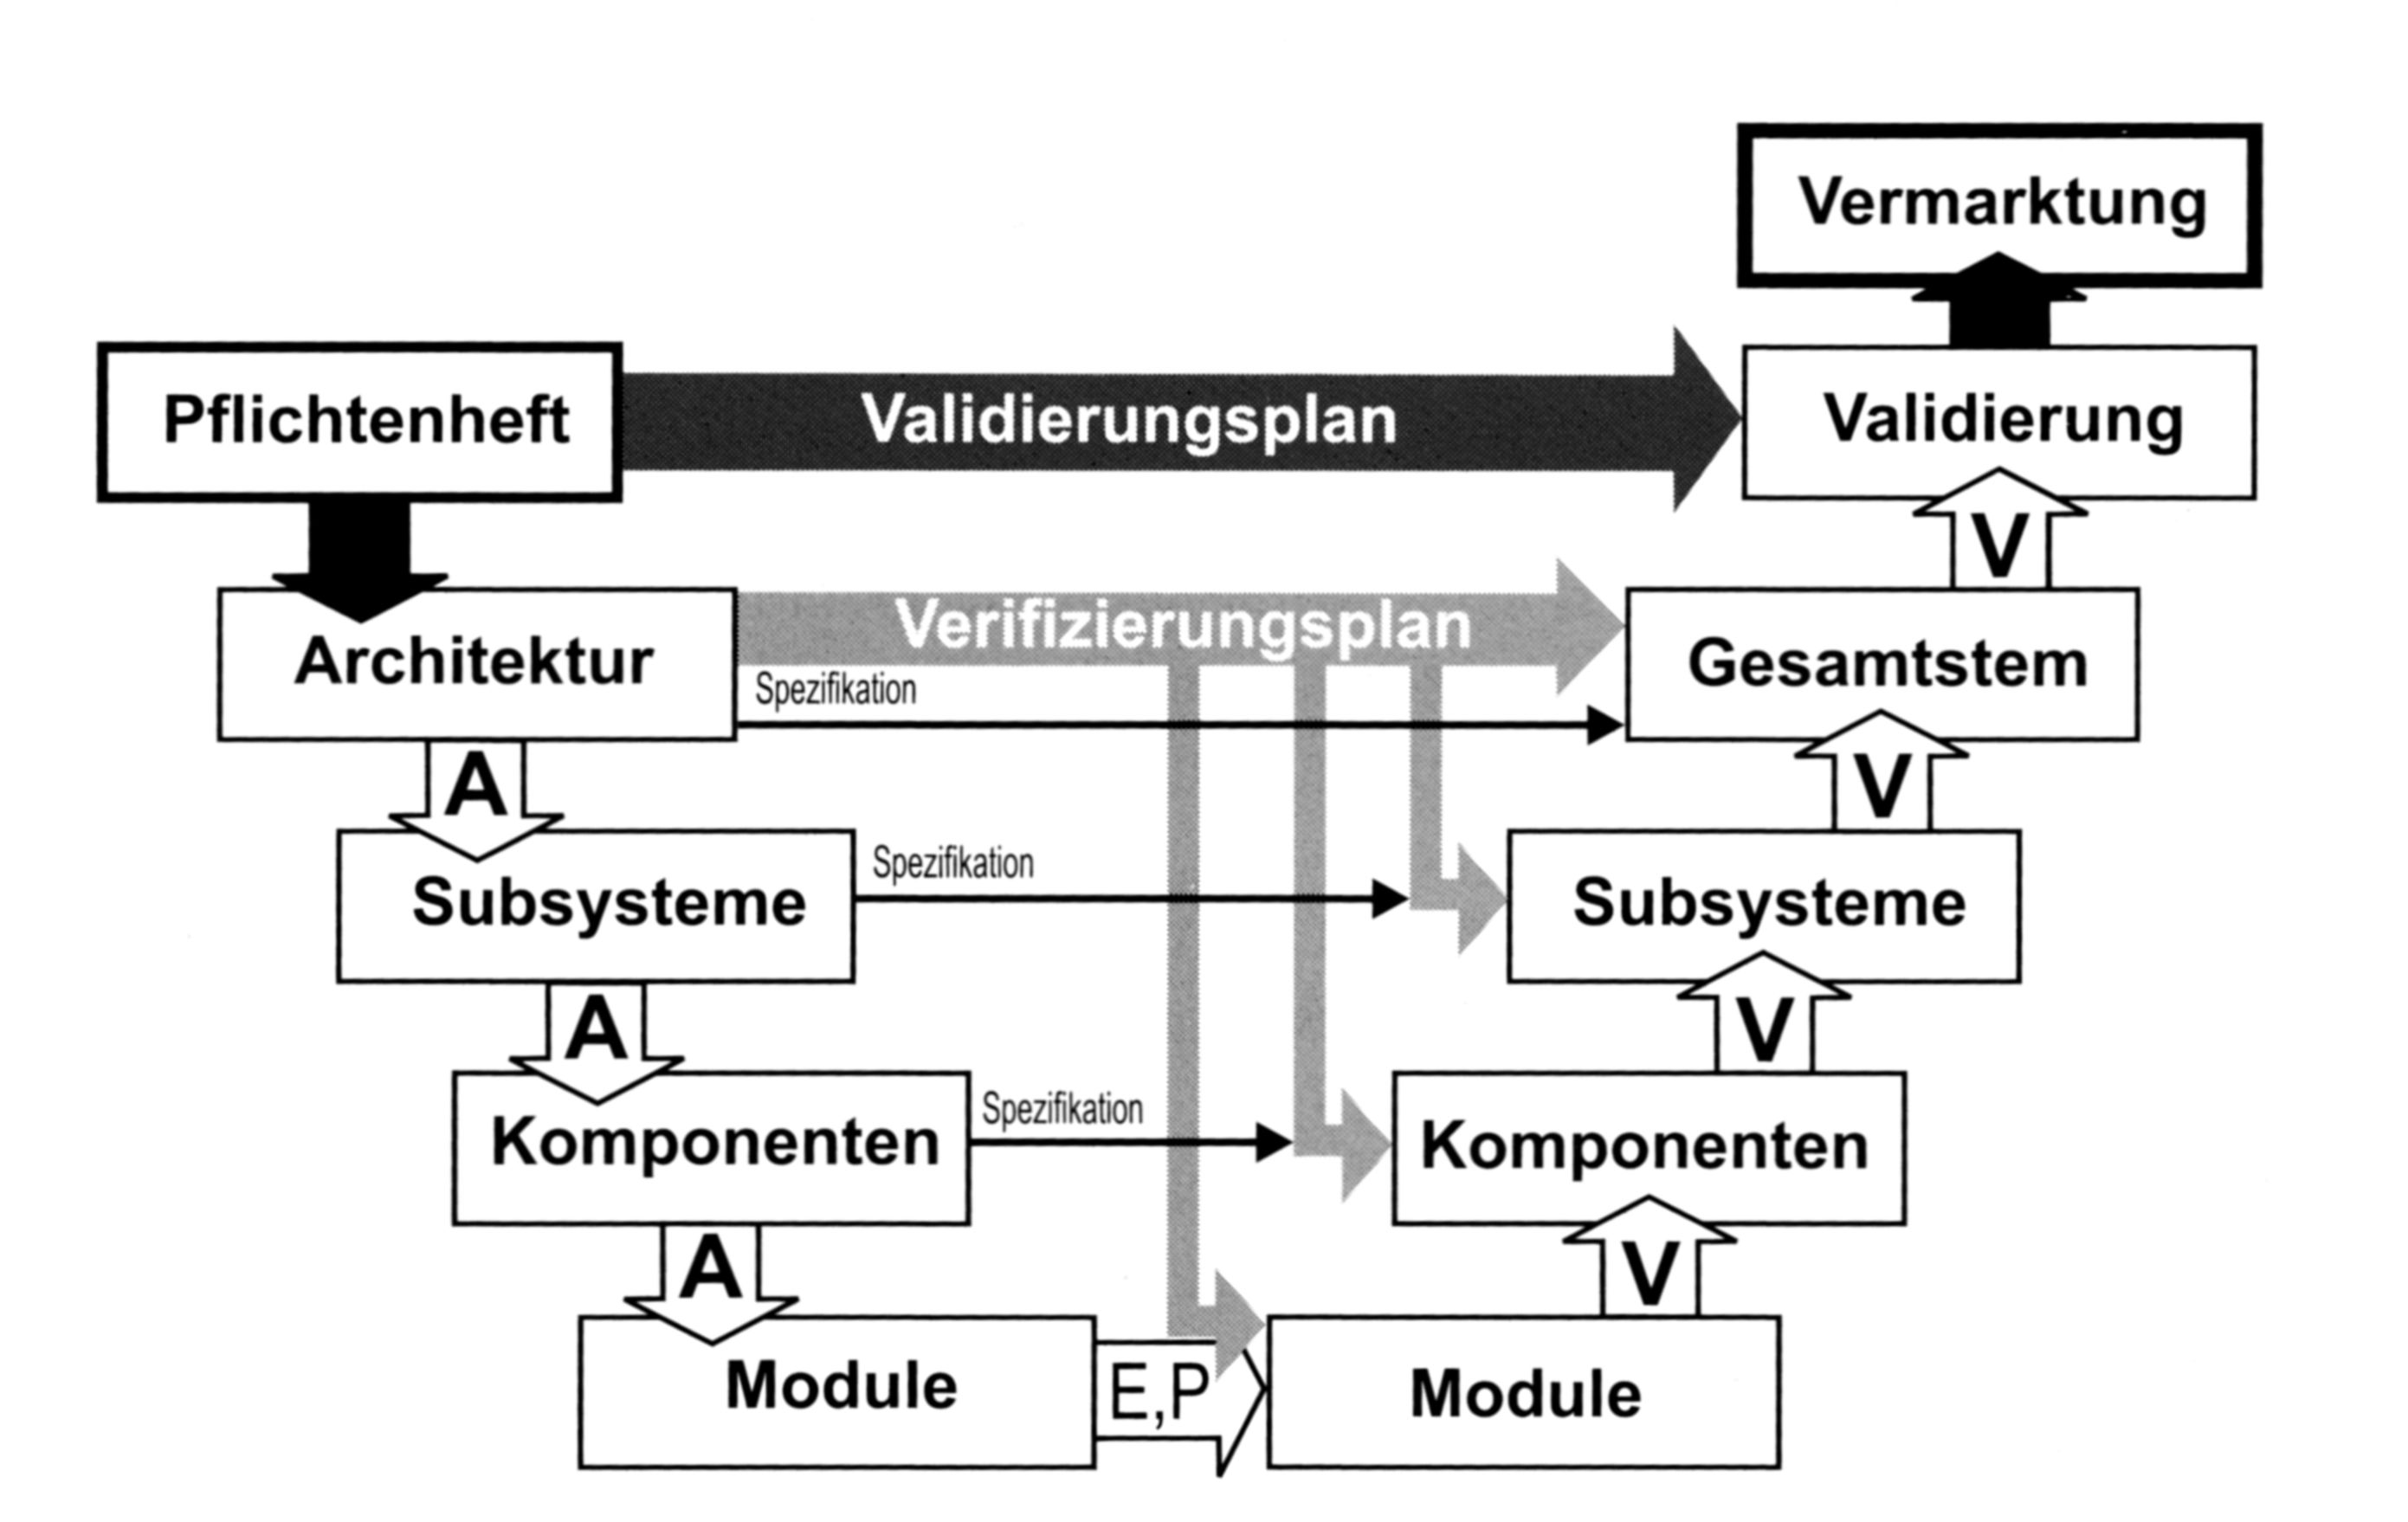 Vermarktung
Pflichtenheft
Validierungsplan
Validierung
V
Architektur
Verifizierungsplan
Spezifikation
Gesamtstem
A
V
Subsysteme
Spezifikation
Subsysteme
A
V
Komponenten
Spezifikation
Komponenten
A
V
Module
E,P
Module